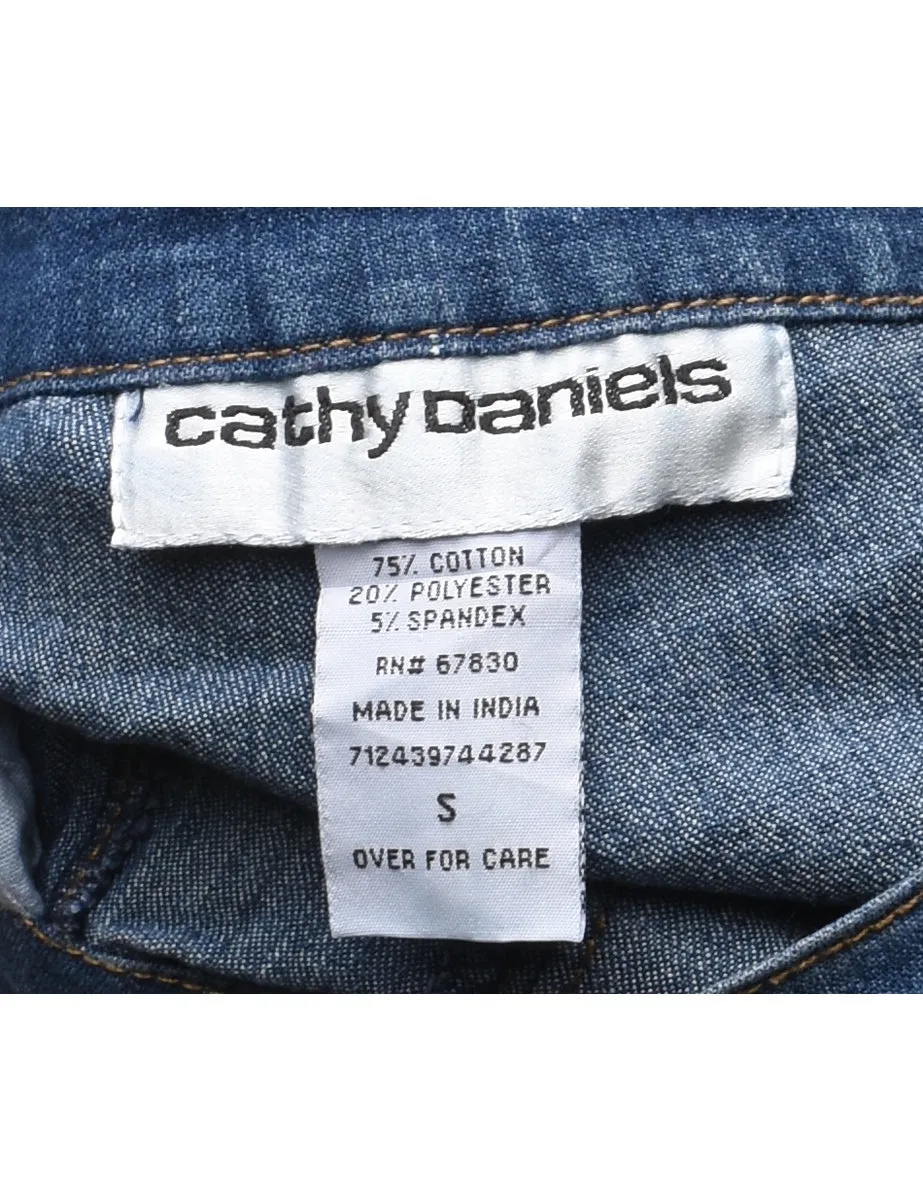 cathy Daniels
75% COTTON
20% POLYESTER
5% SPANDEX
RN# 67830
MADE IN INDIA
712439744287
S
OVER FOR CARE